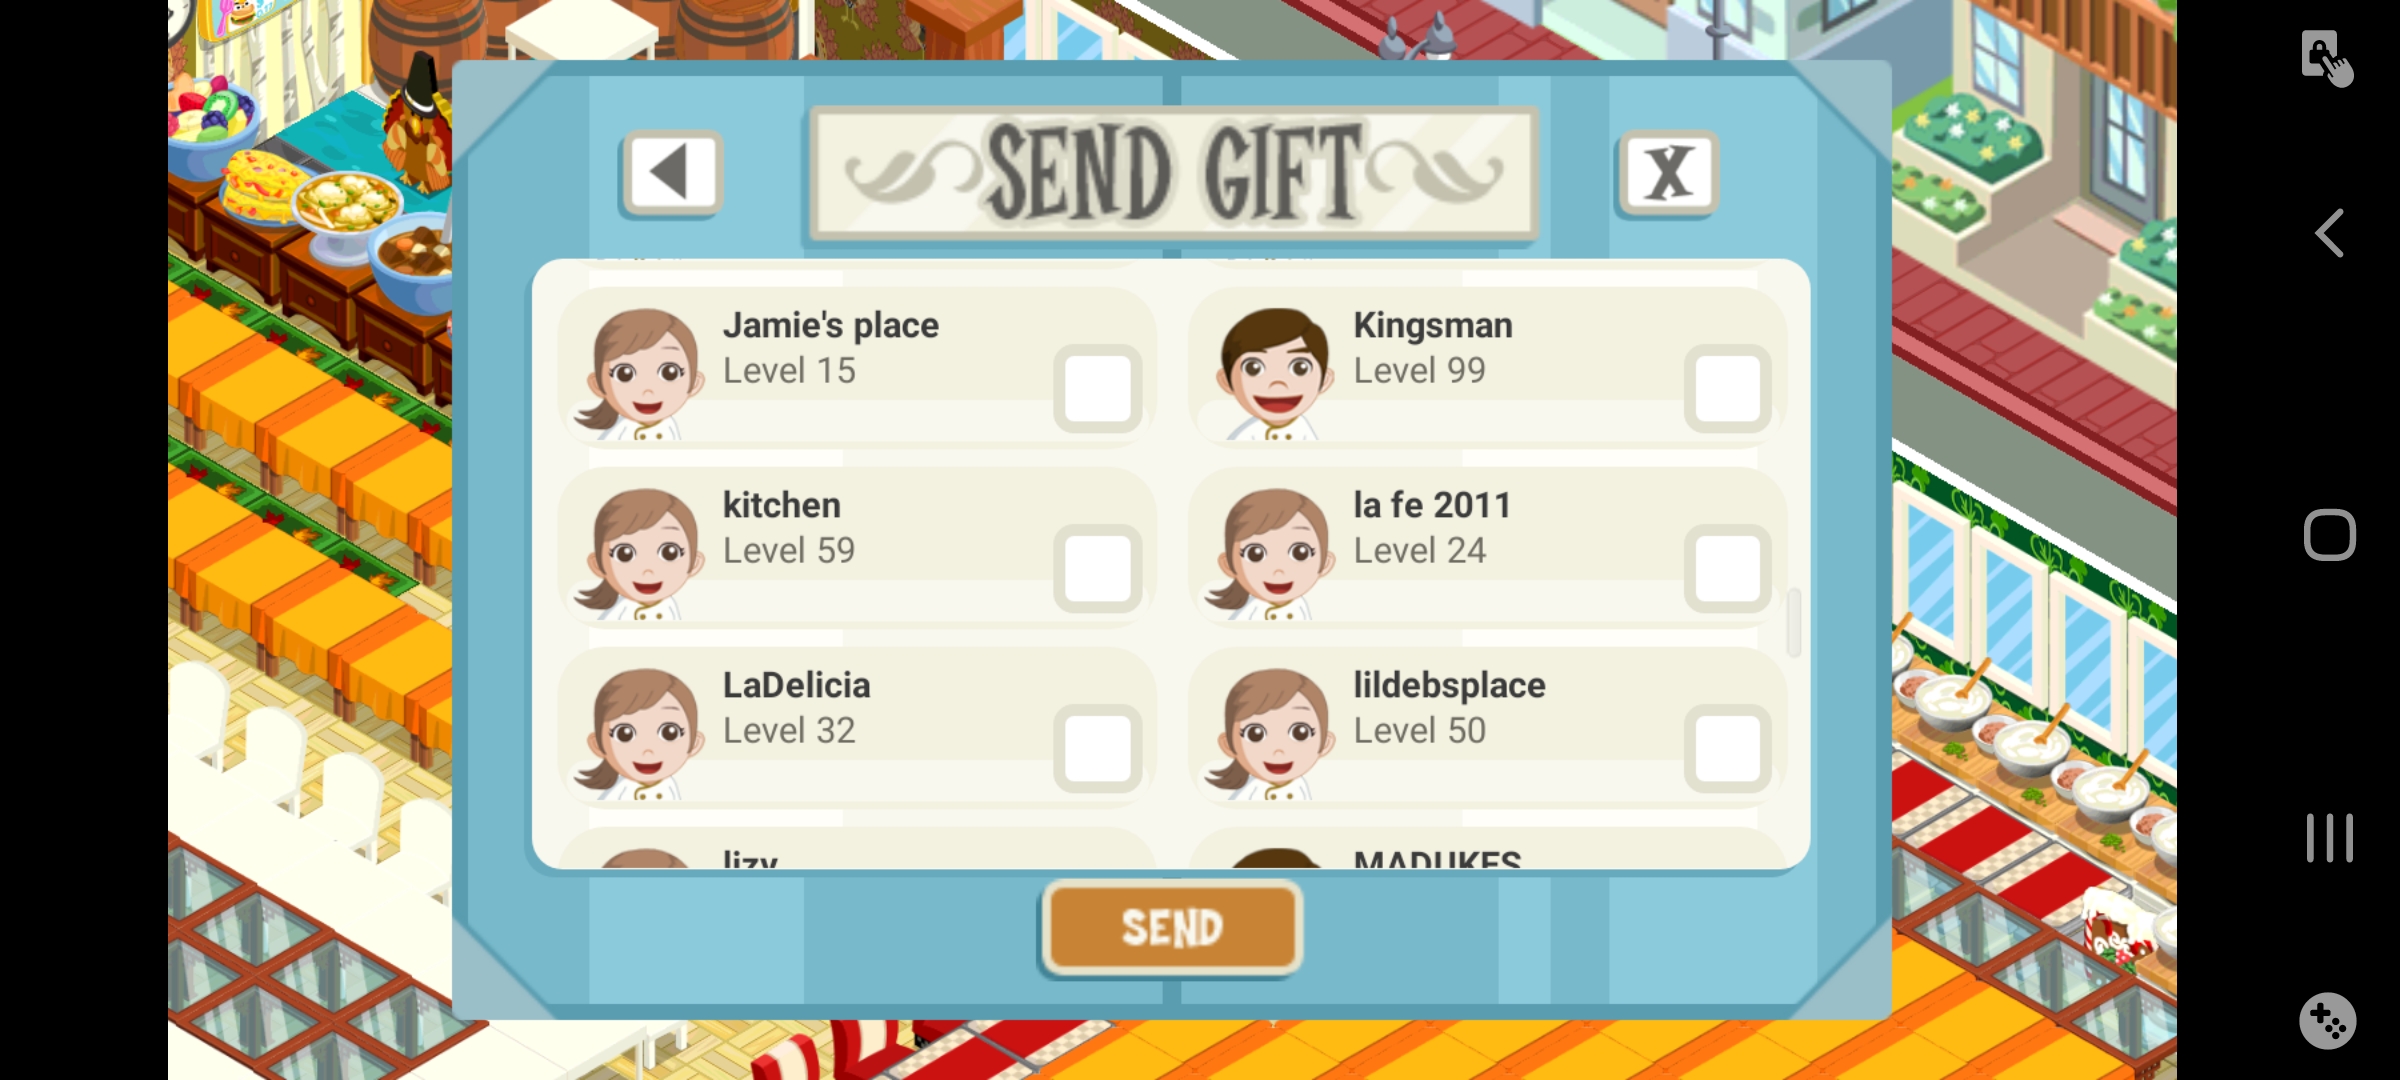 SEND GIFT
X
Jamie's place
Level 15
Kingsman
Level 99
kitchen
Level 59
la fe 2011
Level 24
LaDelicia
Level 32
lildebsplace
Level 50
lizy
MADUKES
SEND